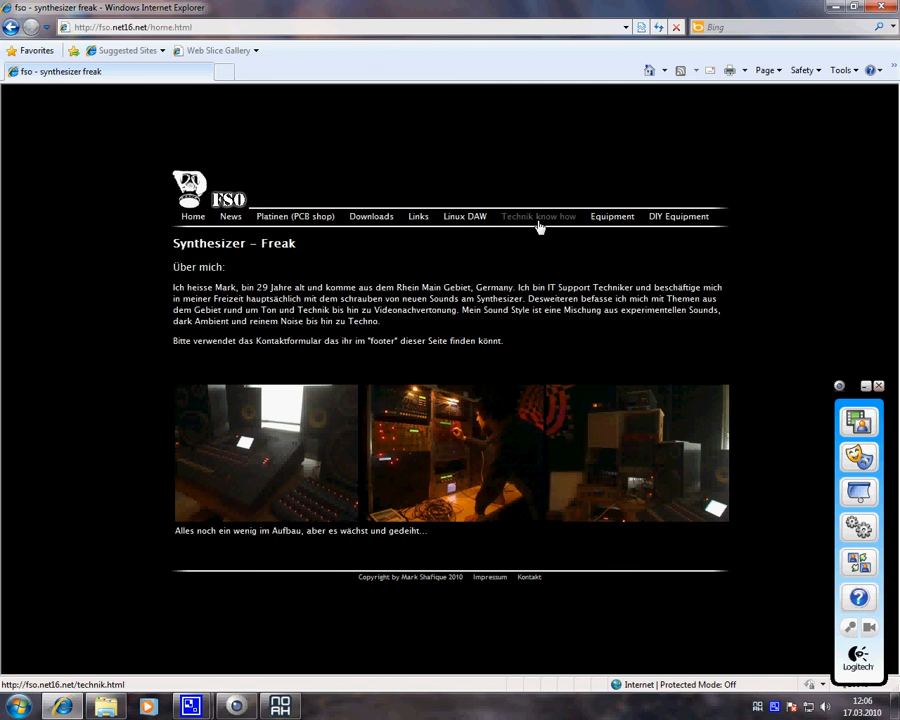 fso - synthesizer freak - Windows Internet Explorer
http://fso.net16.net/home.html
Bing
Favorites
Suggested Sites
Web Slice Gallery
fso - synthesizer freak
Page
Safety
Tools
FSO
Home News Platinen (PCB shop) Downloads Links Linux DAW Technik know how Equipment DIY Equipment
Synthesizer - Freak
Über mich:
Ich heisse Mark, bin 29 Jahre alt und komme aus dem Rhein Main Gebiet, Germany. Ich bin IT Support Techniker und beschäftige mich
in meiner Freizeit hauptsächlich mit dem schrauben von neuen Sounds am Synthesizer. Desweiteren befasse ich mich mit Themen aus
dem Gebiet rund um Ton und Technik bis hin zu Videonachvertonung. Mein Sound Style ist eine Mischung aus experimentellen Sounds,
dark Ambient und reinem Noise bis hin zu Techno.
Bitte verwendet das Kontaktformular das ihr im "footer" dieser Seite finden könnt.
Alles noch ein wenig im Aufbau, aber es wächst und gedeiht...
Copyright by Mark Shafique 2010 Impressum Kontakt
Logitech
http://fso.net16.net/technik.html
Internet | Protected Mode: Off
NOAH
12:06
17.03.2010